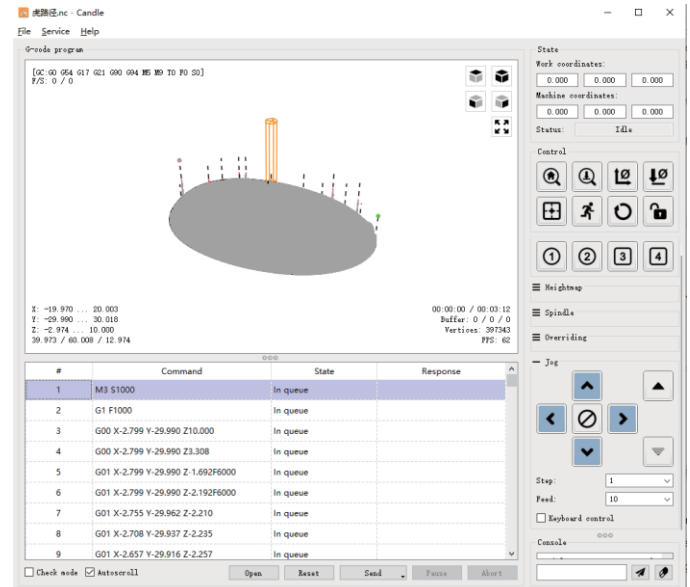 虎路径.nc - Candle
File Service Help
G-code program
[GC:G0 G54 G17 G21 G90 G94 M5 M9 T0 F0 S0]
F/S: 0 / 0
X: -19.970 ... 20.003
Y: -29.990 ... 30.018
Z: -2.974 ... 10.000
39.973 / 60.008 / 12.974
00:00:00 / 00:03:12
Buffer: 0 / 0 / 0
Vertices: 397343
FPS: 62
# Command State Response
1 M3 S1000 In queue
2 G1 F1000 In queue
3 G00 X-2.799 Y-29.990 Z10.000 In queue
4 G00 X-2.799 Y-29.990 Z3.308 In queue
5 G01 X-2.799 Y-29.990 Z-1.692F6000 In queue
6 G01 X-2.799 Y-29.990 Z-2.192F6000 In queue
7 G01 X-2.755 Y-29.962 Z-2.210 In queue
8 G01 X-2.708 Y-29.937 Z-2.235 In queue
9 G01 X-2.657 Y-29.916 Z-2.257 In queue
Check mode Autoscroll Open Reset Send Pause Abort
State
Work coordinates:
0.000 0.000 0.000
Machine coordinates:
0.000 0.000 0.000
Status: Idle
Control
1 2 3 4
Heightmap
Spindle
Overriding
Jog
Step: 1
Feed: 10
Keyboard control
Console